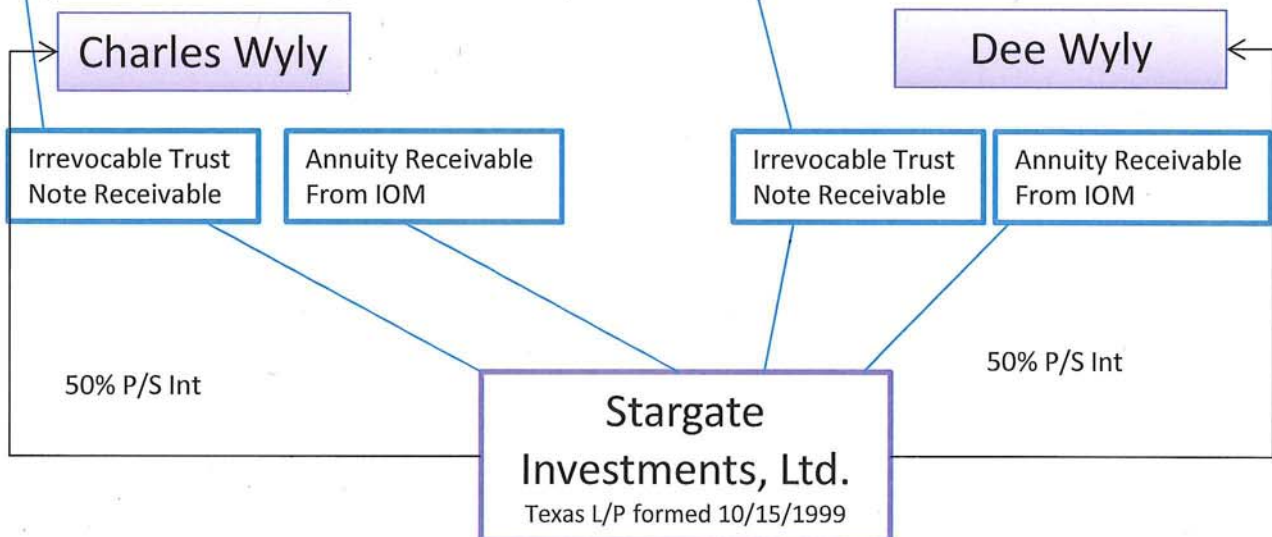 Charles Wyly
Dee Wyly
Irrevocable Trust
Note Receivable
Annuity Receivable
From IOM
Irrevocable Trust
Note Receivable
Annuity Receivable
From IOM
50% P/S Int
50% P/S Int
Stargate
Investments, Ltd.
Texas L/P formed 10/15/1999